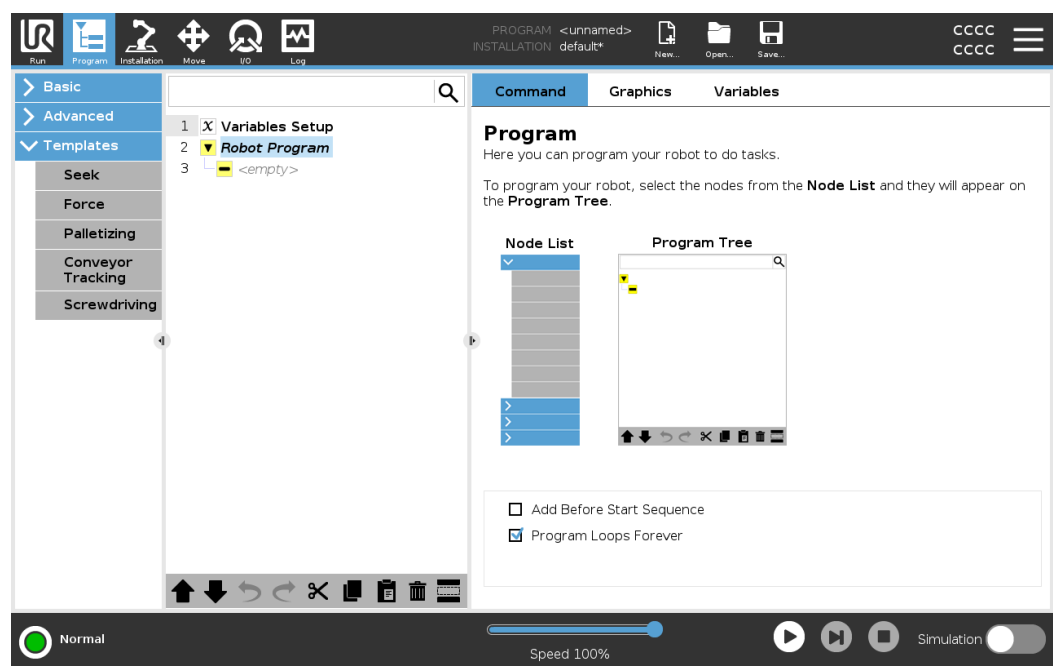 PROGRAM <unnamed>
INSTALLATION default*
CCCC
CCCC
Run Program Installation Move I/O Log New... Open... Save...
Basic
Advanced
Templates
Seek
Force
Palletizing
Conveyor
Tracking
Screwdriving
1 X Variables Setup
2 Robot Program
3 <empty>
Command Graphics Variables
Program
Here you can program your robot to do tasks.
To program your robot, select the nodes from the Node List and they will appear on
the Program Tree.
Node List Program Tree
Add Before Start Sequence
Program Loops Forever
Normal
Speed 100%
Simulation